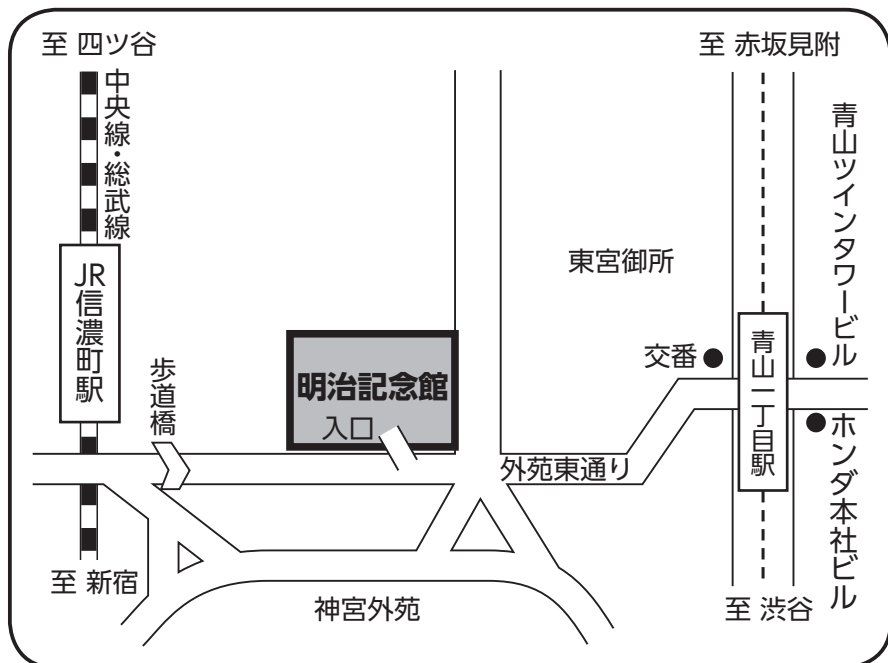 至 四ツ谷
至 赤坂見附
中央線・総武線
青山ツインタワービル
東宮御所
JR信濃町駅
交番
青山一丁目駅
歩道橋
明治記念館
入口
外苑東通り
ホンダ本社ビル
至 新宿
神宮外苑
至 渋谷